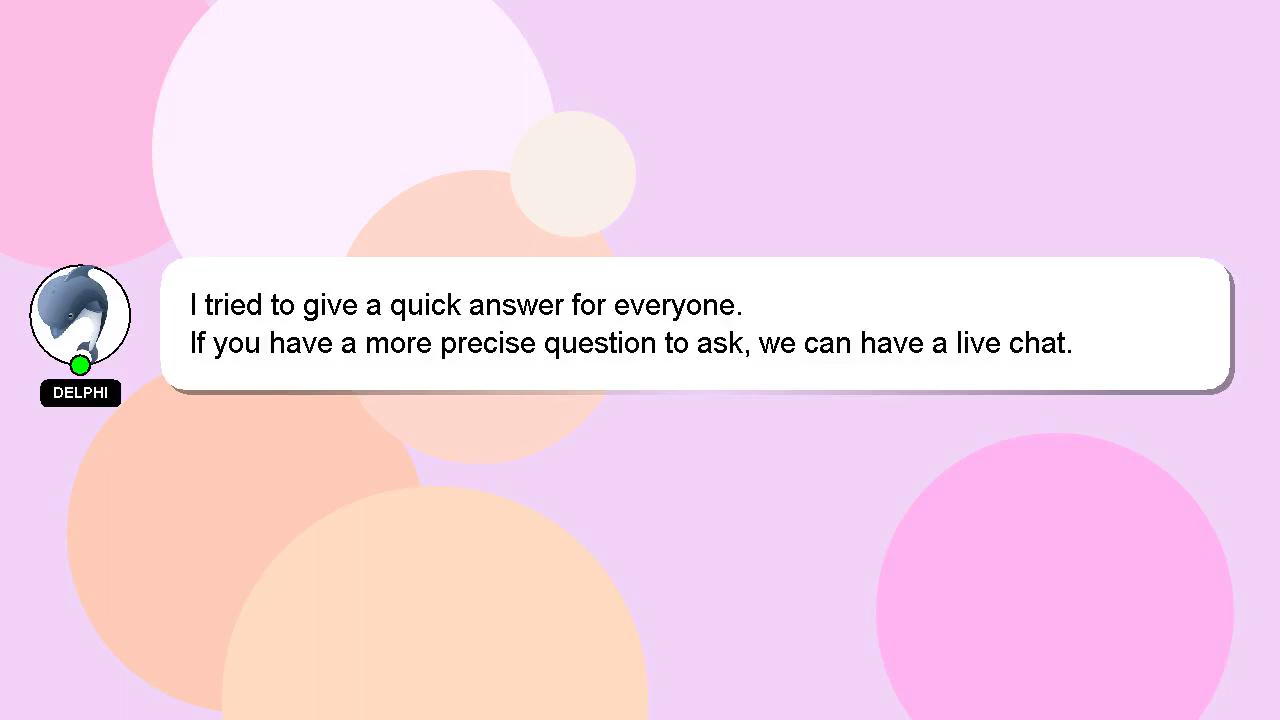 I tried to give a quick answer for everyone.
If you have a more precise question to ask, we can have a live chat.
DELPHI